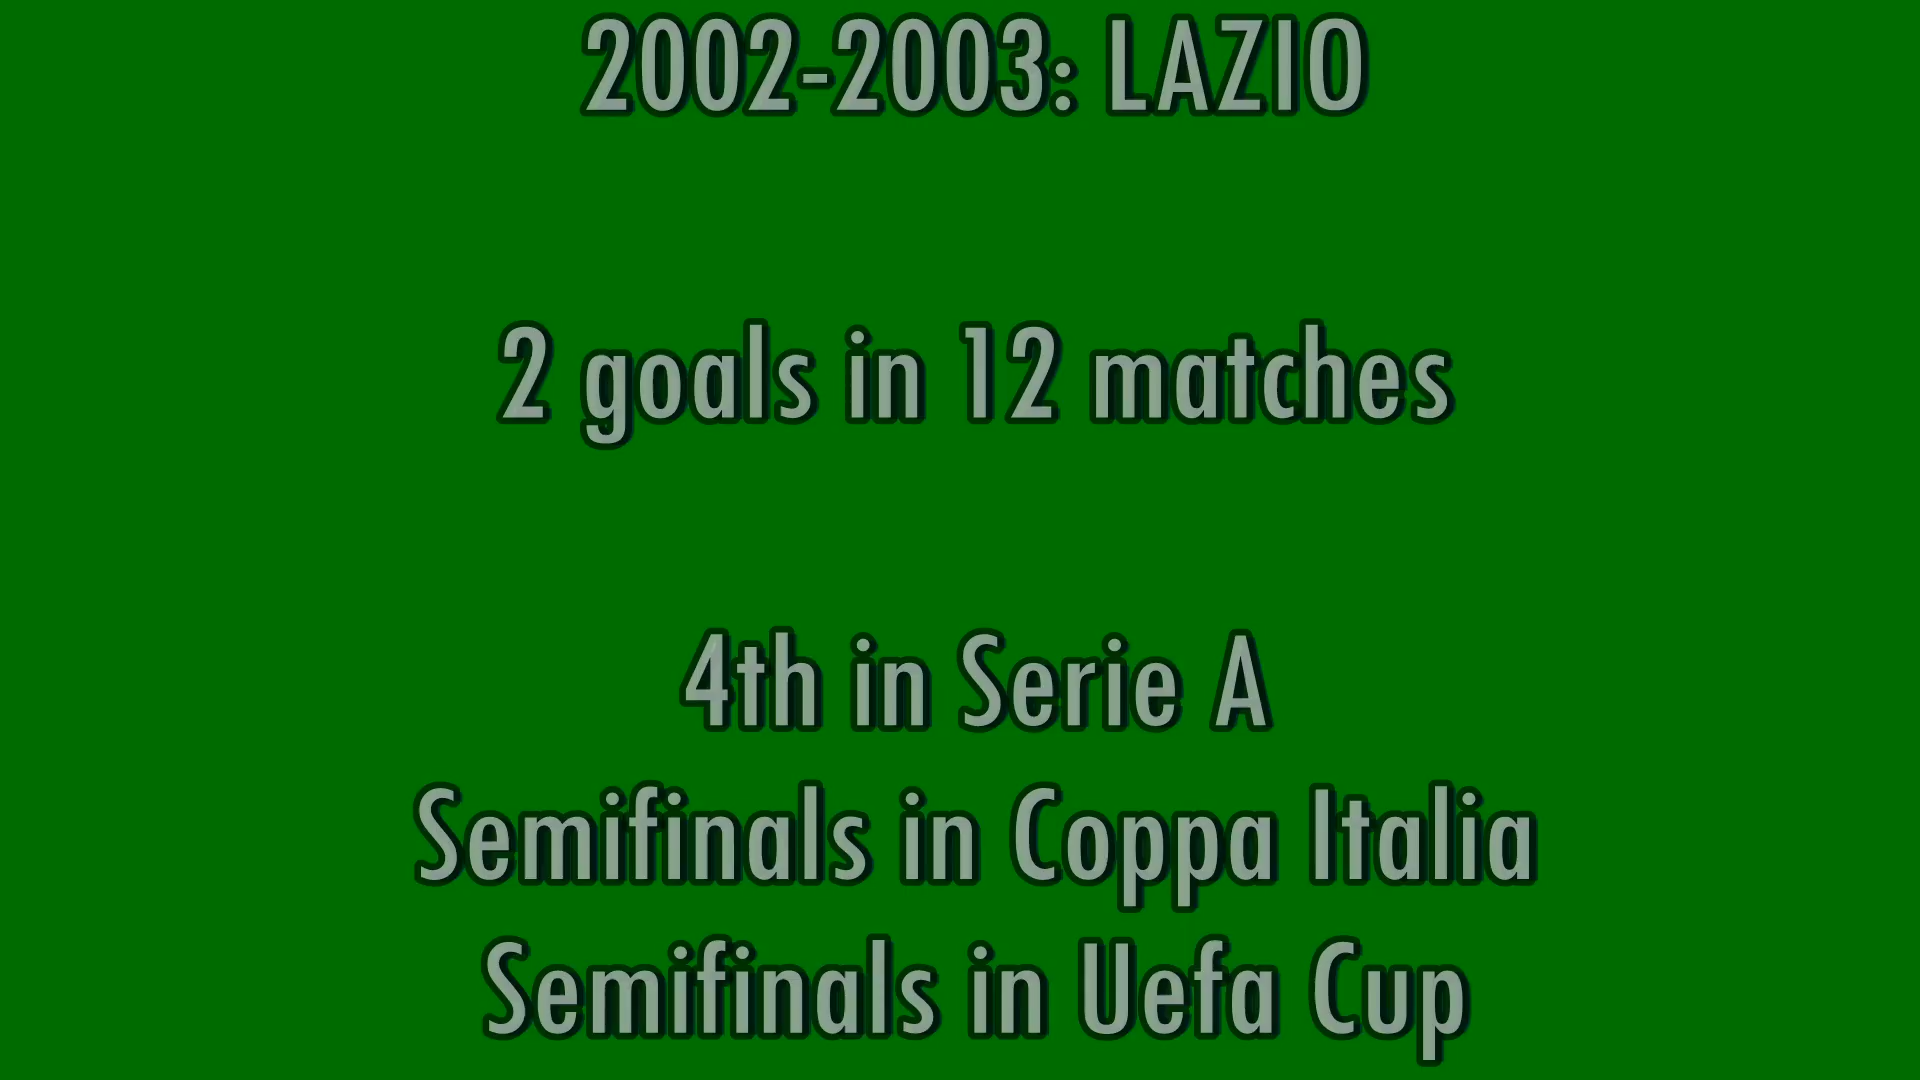 2002-2003: LAZIO
2 goals in 12 matches
4th in Serie A
Semifinals in Coppa Italia
Semifinals in Uefa Cup